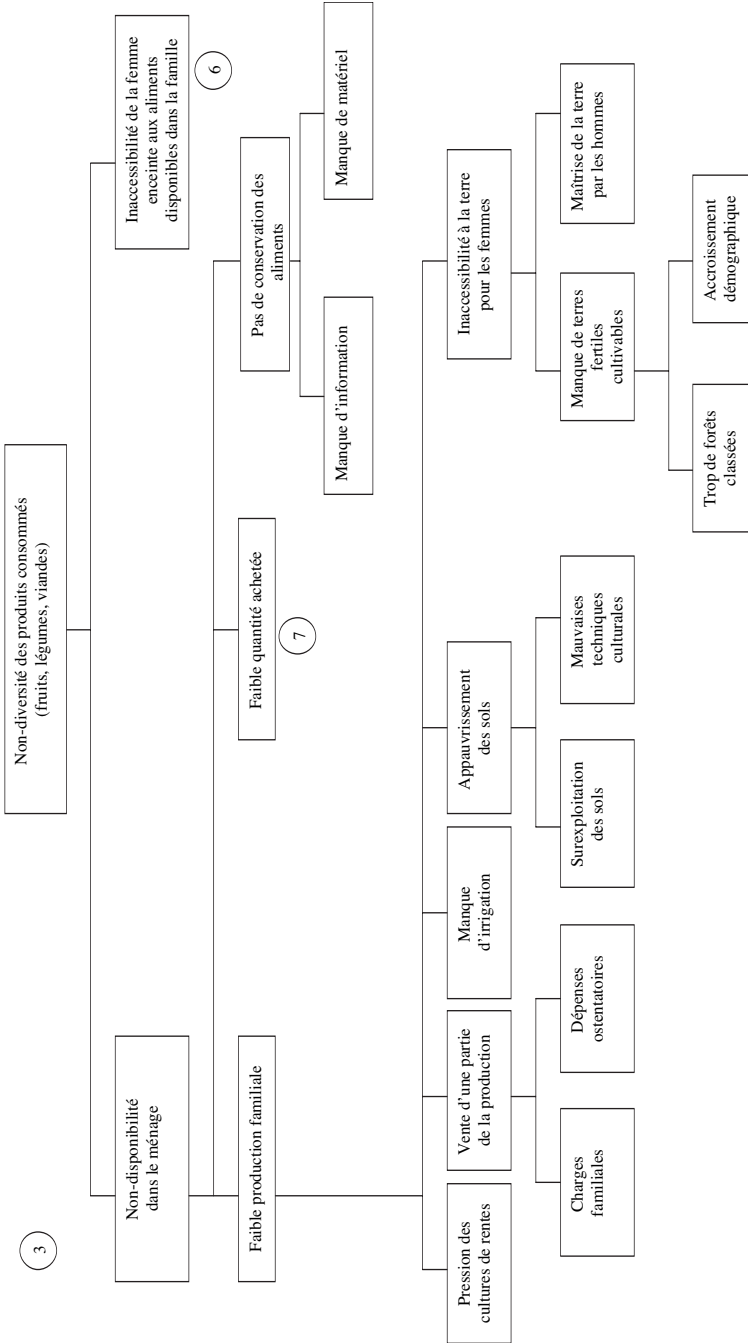 3
Non-diversité des produits consommés
(fruits, légumes, viandes)
Non-disponibilité
dans le ménage
Inaccessibilité de la femme
enceinte aux aliments
disponibles dans la famille
6
Faible production familiale
Faible quantité achetée
7
Pas de conservation des
aliments
Manque d'information
Manque de matériel
Pression des
cultures de rentes
Vente d'une partie
de la production
Manque
d'irrigation
Appauvrissement
des sols
Inaccessibilité à la terre
pour les femmes
Charges
familiales
Dépenses
ostentatoires
Surexploitation
des sols
Mauvaises
techniques
culturales
Manque de terres
fertiles
cultivables
Maîtrise de la terre
par les hommes
Trop de forêts
classées
Accroissement
démographique